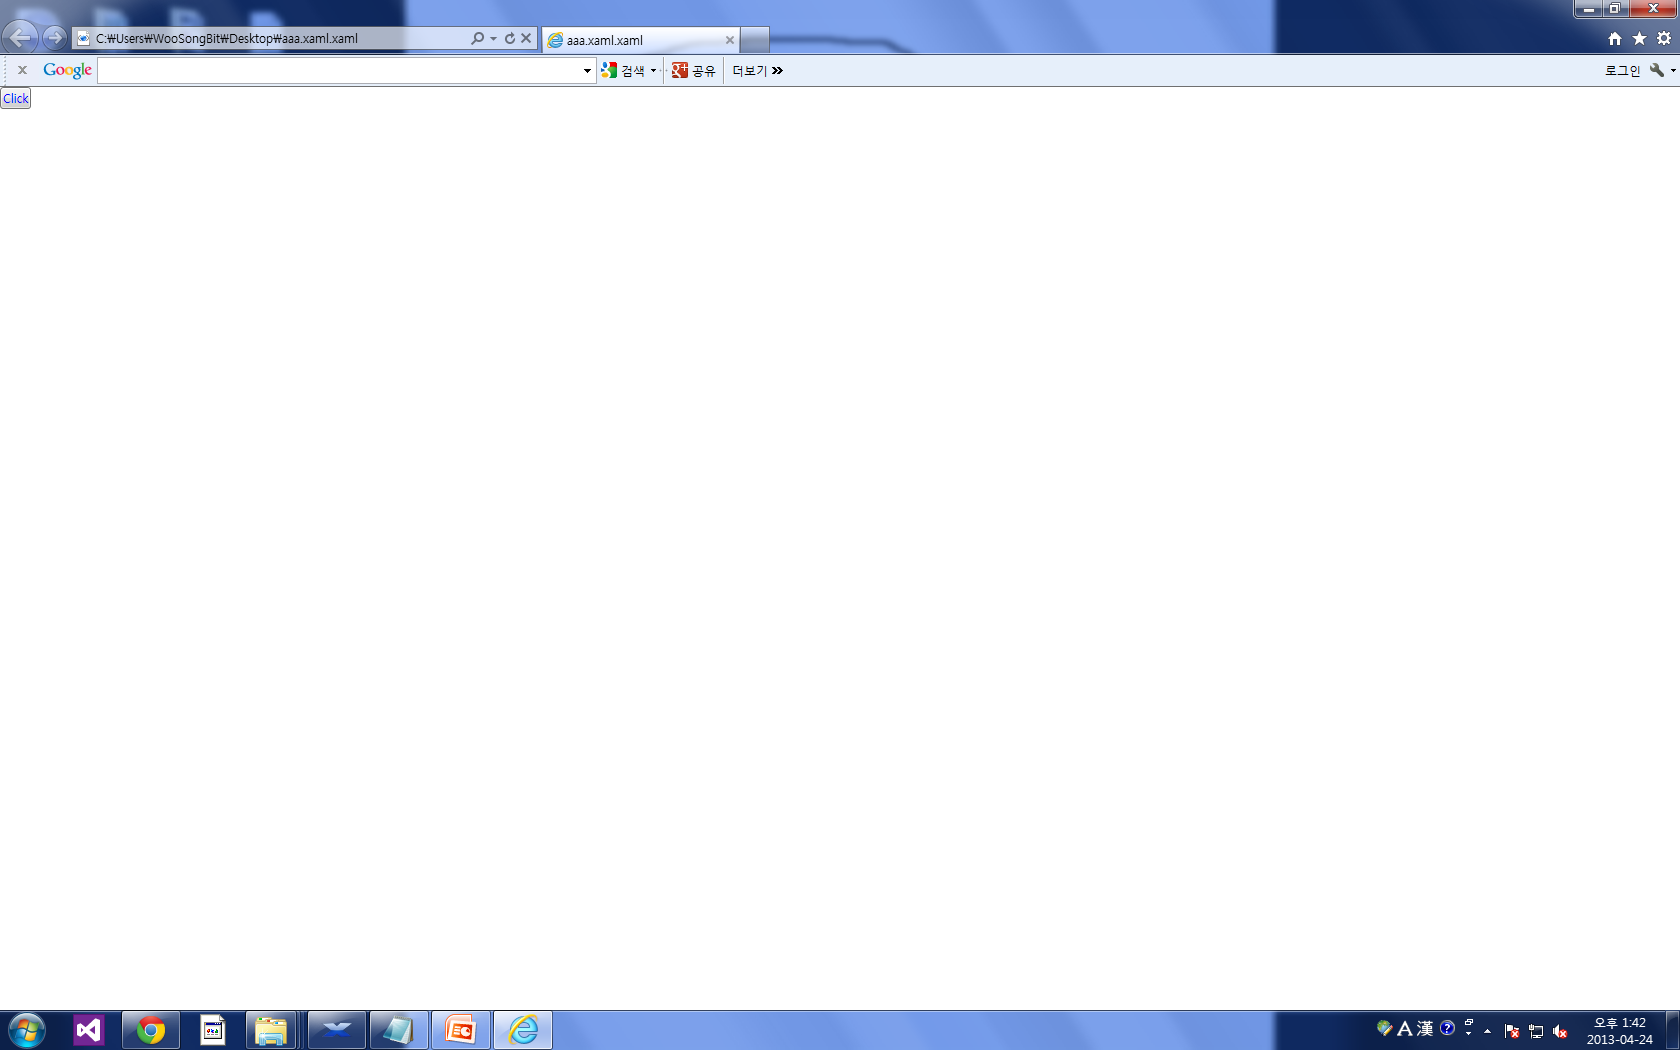 C:₩Users₩WooSongBit₩Desktop₩aaa.xaml.xaml
aaa.xaml.xaml
Google 검색 공유 더보기 »
로그인
Click
A 漢
오후 1:42
2013-04-24